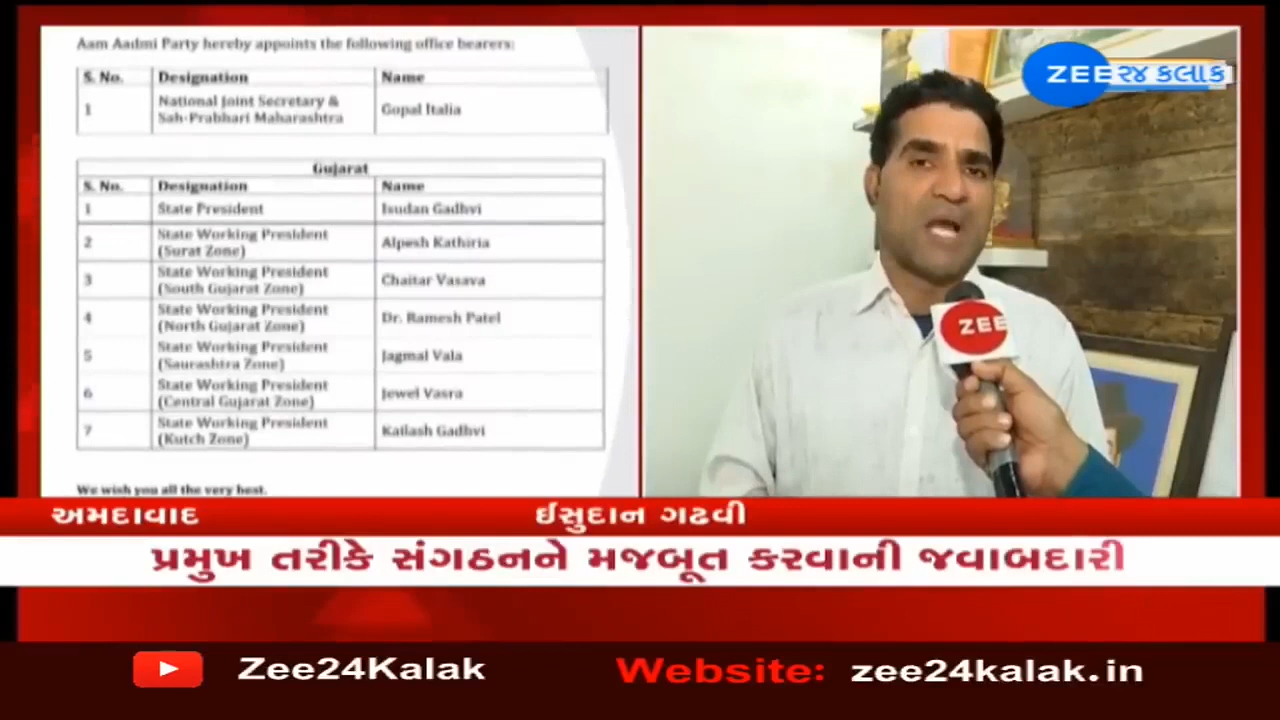 Aam Aadmi Party hereby appoints the following office bearers:
S. No. Designation Name
1 National Joint Secretary & Sah-Prabhari Maharashtra Gopal Italia
Gujarat
S. No. Designation Name
1 State President Isudan Gadhvi
2 State Working President (Surat Zone) Alpesh Kathiria
3 State Working President (South Gujarat Zone) Chaitar Vasava
4 State Working President (North Gujarat Zone) Dr. Ramesh Patel
5 State Working President (Saurashtra Zone) Jagmal Vala
6 State Working President (Central Gujarat Zone) Jewel Vasra
7 State Working President (Kutch Zone) Kailash Gadhvi
We wish you all the very best.
ZEE ૨૪ કલાક
ZEE
અમદાવાદ ઈસુદાન ગઢવી
પ્રમુખ તરીકે સંગઠનને મજબૂત કરવાની જવાબદારી
Zee24Kalak Website: zee24kalak.in